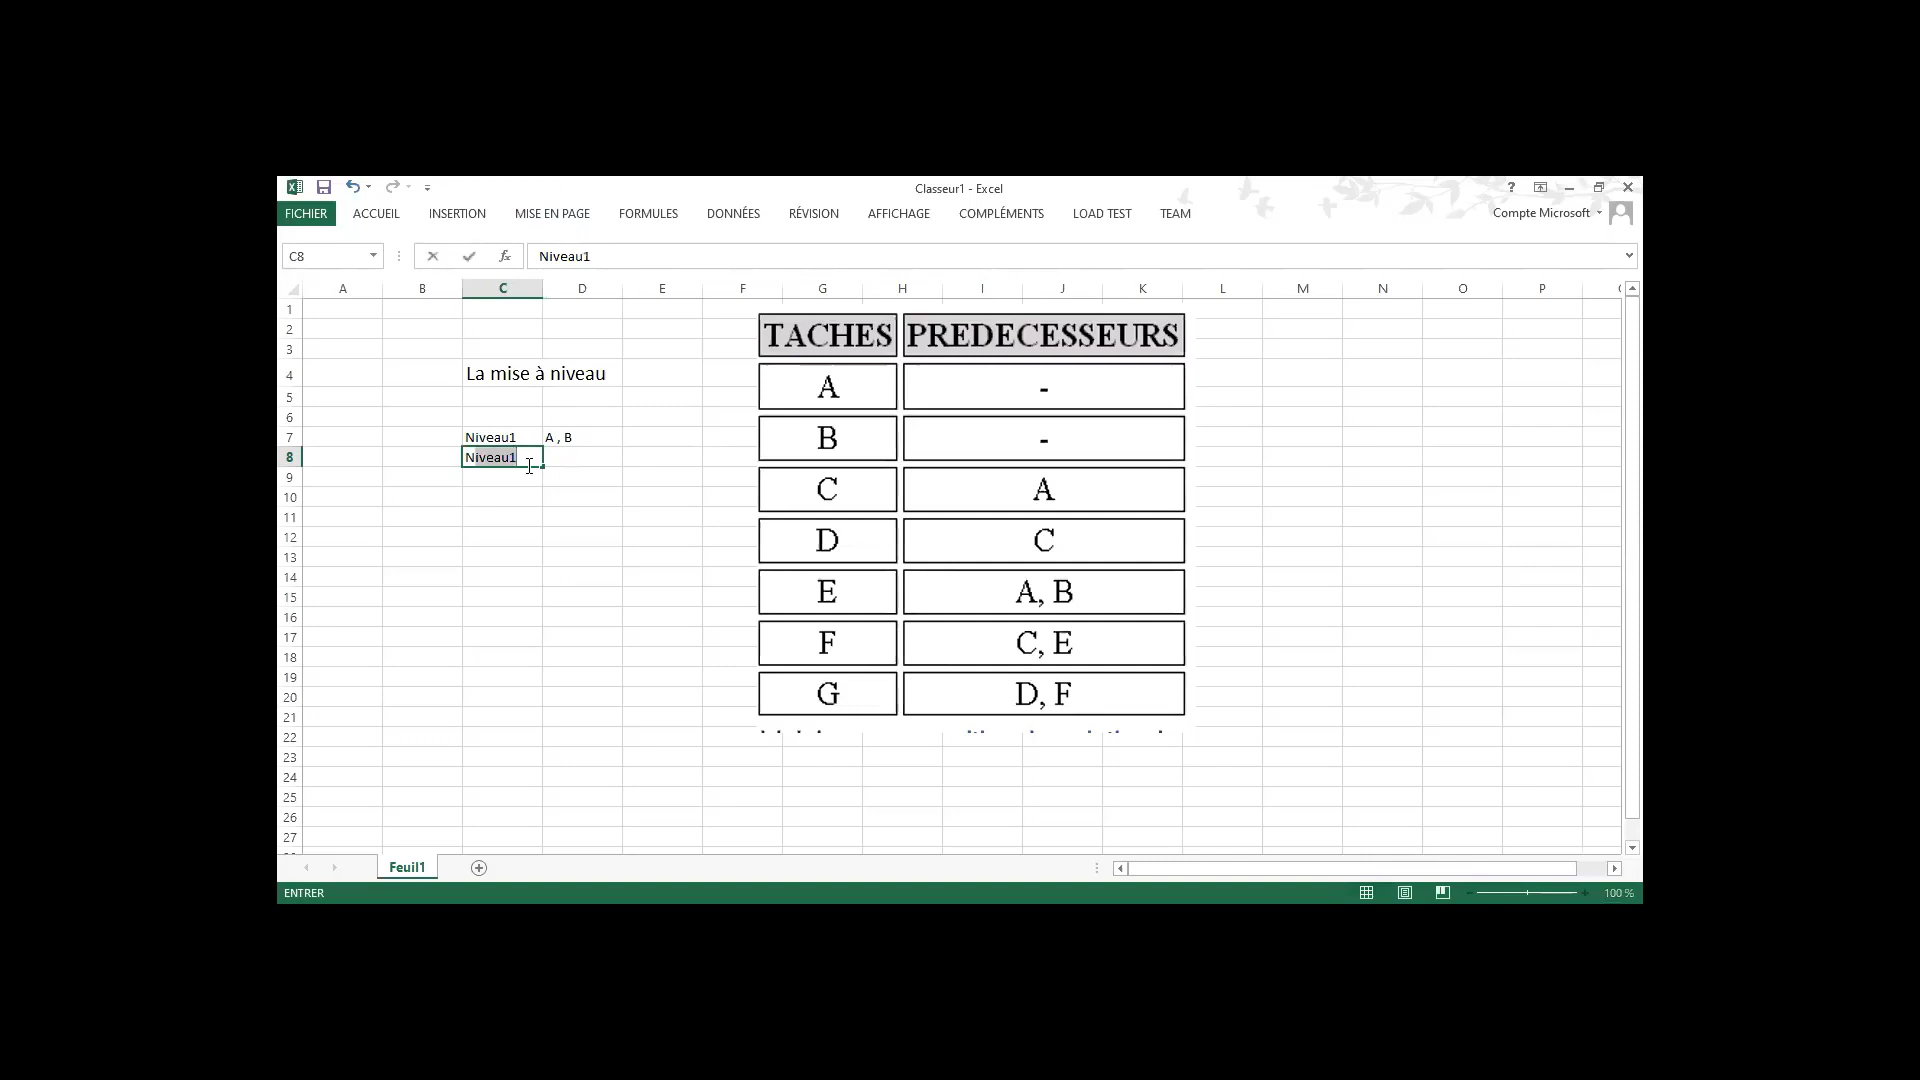 Classeur1 - Excel
?
FICHIER ACCUEIL INSERTION MISE EN PAGE FORMULES DONNÉES RÉVISION AFFICHAGE COMPLÉMENTS LOAD TEST TEAM Compte Microsoft
C8 fx Niveau1
A B C D E F G H I J K L M N O P
1
2 TACHES PREDECESSEURS
3
4 La mise à niveau A -
5
6
7 Niveau1 A , B B -
8 Niveau1
9
10 C A
11
12 D C
13
14
15 E A, B
16
17 F C, E
18
19
20 G D, F
21
22
23
24
25
26
27
Feuil1
ENTRER 100 %